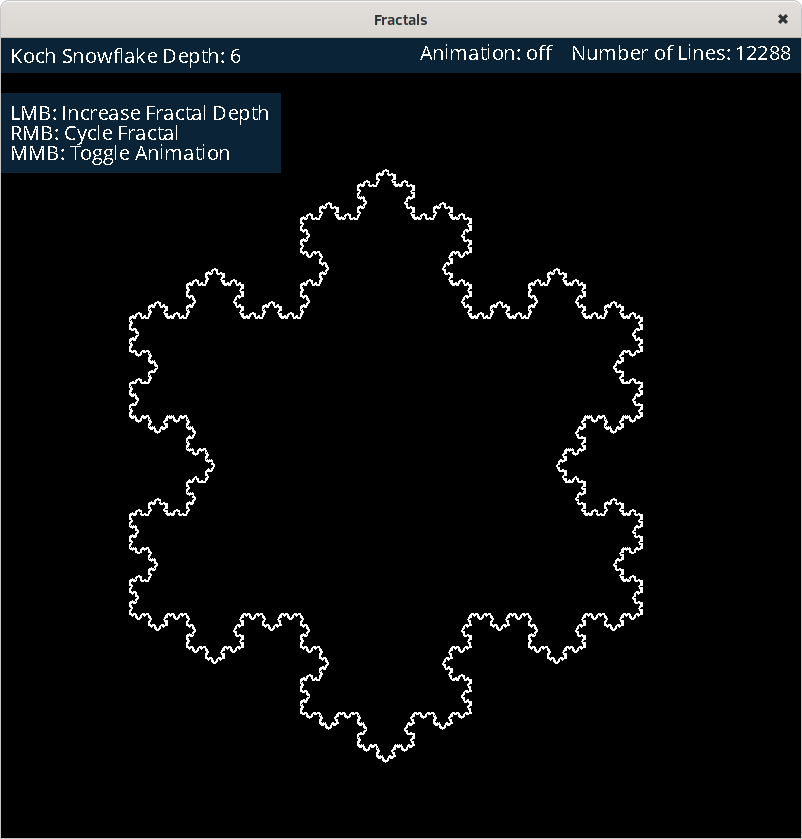 Fractals
Koch Snowflake Depth: 6
Animation: off
Number of Lines: 12288
LMB: Increase Fractal Depth
RMB: Cycle Fractal
MMB: Toggle Animation